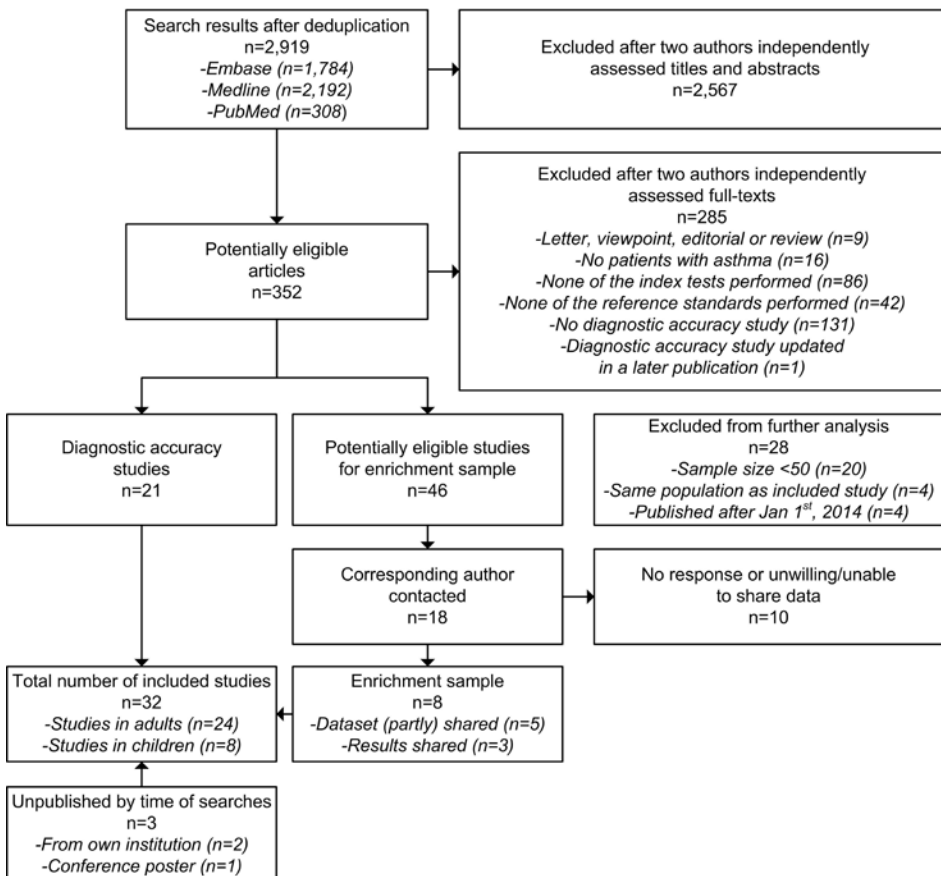 Search results after deduplication
n=2,919
-Embase (n=1,784)
-Medline (n=2,192)
-PubMed (n=308)
Excluded after two authors independently
assessed titles and abstracts
n=2,567
Excluded after two authors independently
assessed full-texts
n=285
-Letter, viewpoint, editorial or review (n=9)
-No patients with asthma (n=16)
-None of the index tests performed (n=86)
-None of the reference standards performed (n=42)
-No diagnostic accuracy study (n=131)
-Diagnostic accuracy study updated
in a later publication (n=1)
Potentially eligible
articles
n=352
Diagnostic accuracy
studies
n=21
Potentially eligible studies
for enrichment sample
n=46
Excluded from further analysis
n=28
-Sample size <50 (n=20)
-Same population as included study (n=4)
-Published after Jan 1st, 2014 (n=4)
Corresponding author
contacted
n=18
No response or unwilling/unable
to share data
n=10
Total number of included studies
n=32
-Studies in adults (n=24)
-Studies in children (n=8)
Enrichment sample
n=8
-Dataset (partly) shared (n=5)
-Results shared (n=3)
Unpublished by time of searches
n=3
-From own institution (n=2)
-Conference poster (n=1)